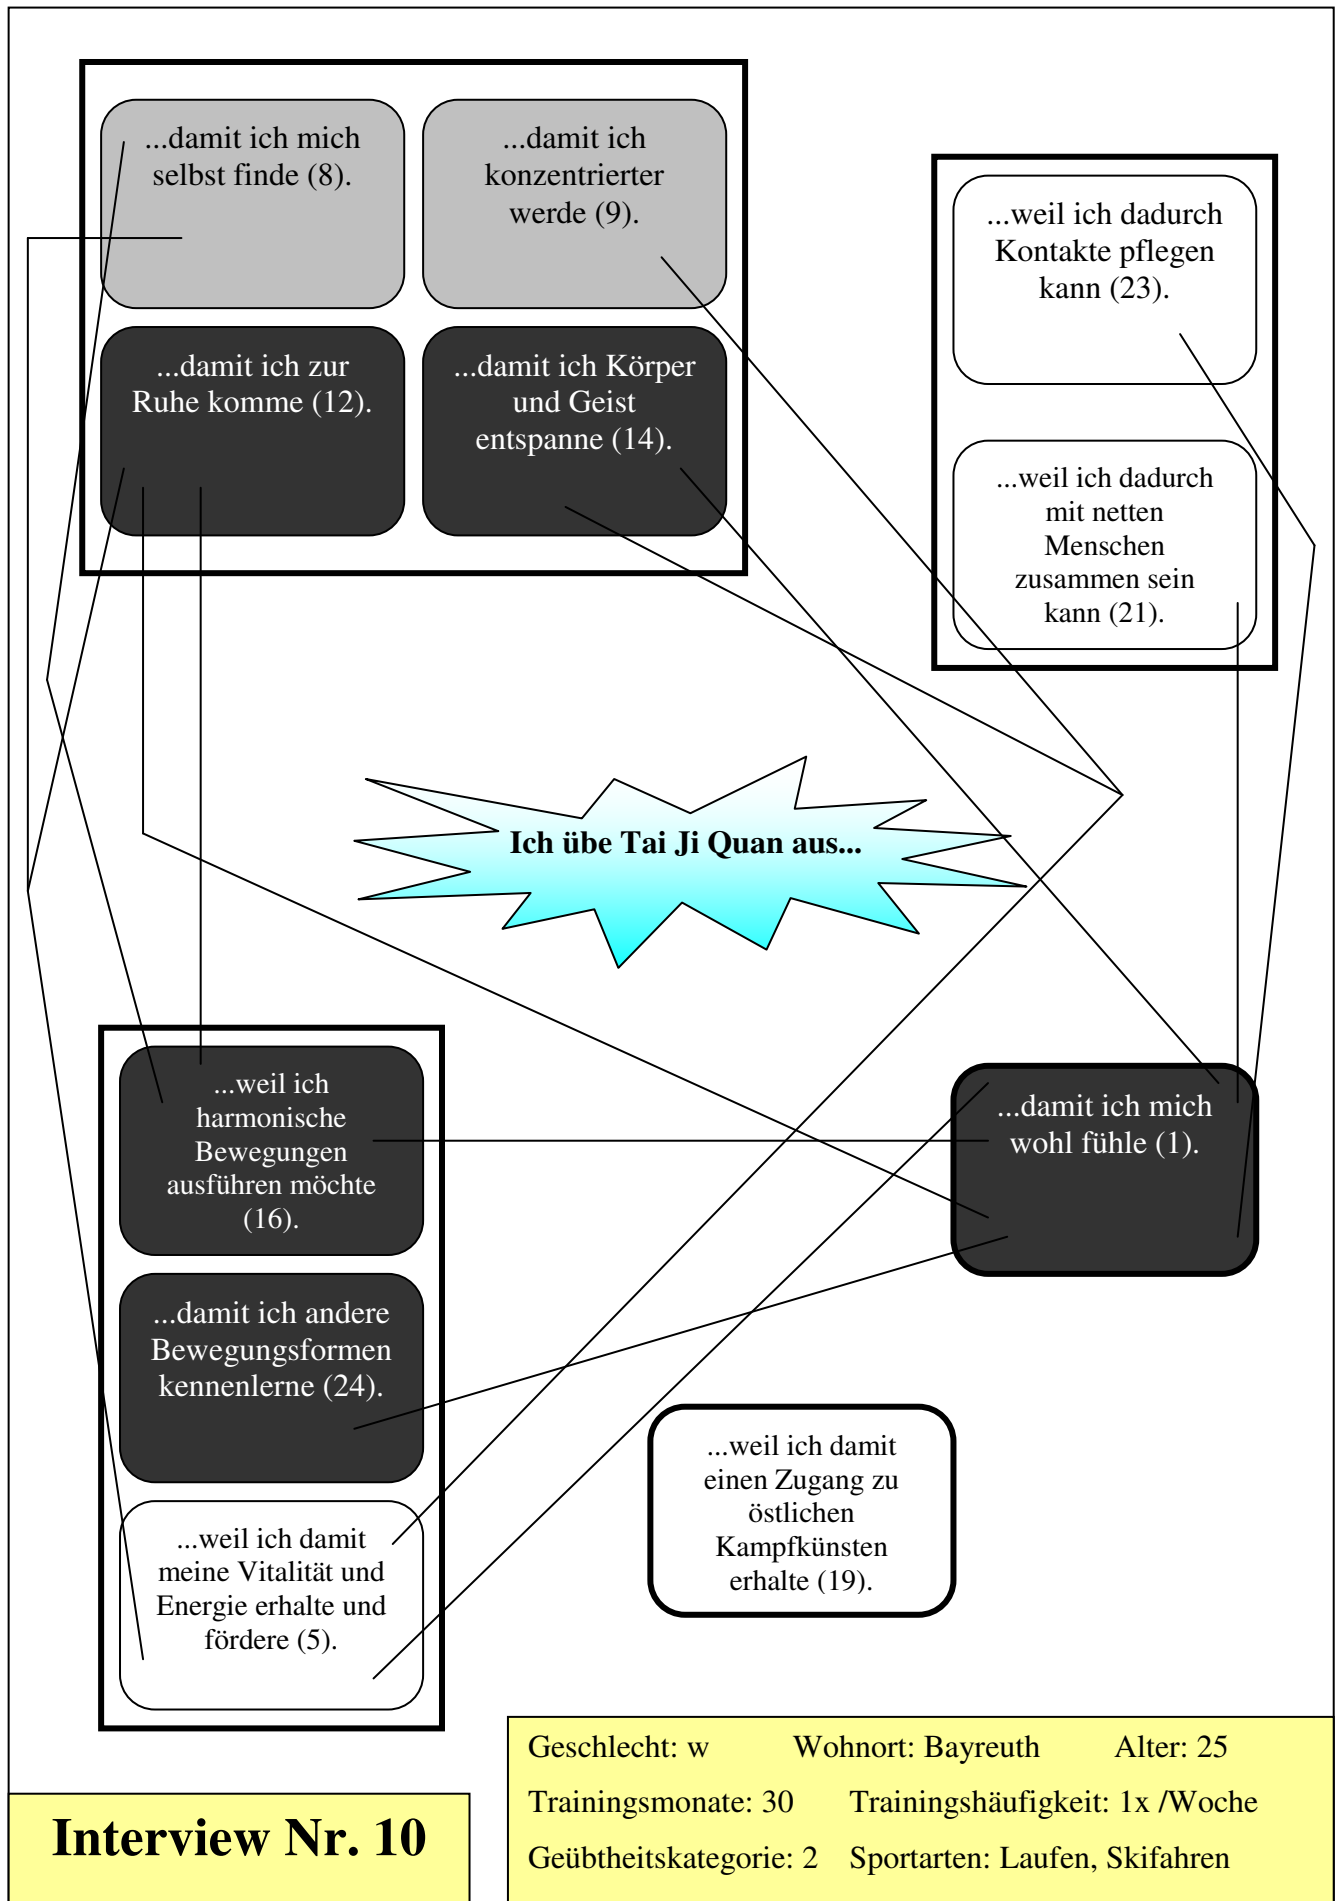 ...damit ich mich
selbst finde (8).
...damit ich
konzentrierter
werde (9).
...weil ich dadurch
Kontakte pflegen
kann (23).
...damit ich zur
Ruhe komme (12).
...damit ich Körper
und Geist
entspanne (14).
...weil ich dadurch
mit netten
Menschen
zusammen sein
kann (21).
Ich übe Tai Ji Quan aus...
...weil ich
harmonische
Bewegungen
ausführen möchte
(16).
...damit ich mich
wohl fühle (1).
...damit ich andere
Bewegungsformen
kennenlerne (24).
...weil ich damit
einen Zugang zu
östlichen
Kampfkünsten
erhalte (19).
...weil ich damit
meine Vitalität und
Energie erhalte und
fördere (5).
Interview Nr. 10
Geschlecht: w Wohnort: Bayreuth Alter: 25
Trainingsmonate: 30 Trainingshäufigkeit: 1x /Woche
Geübtheitskategorie: 2 Sportarten: Laufen, Skifahren